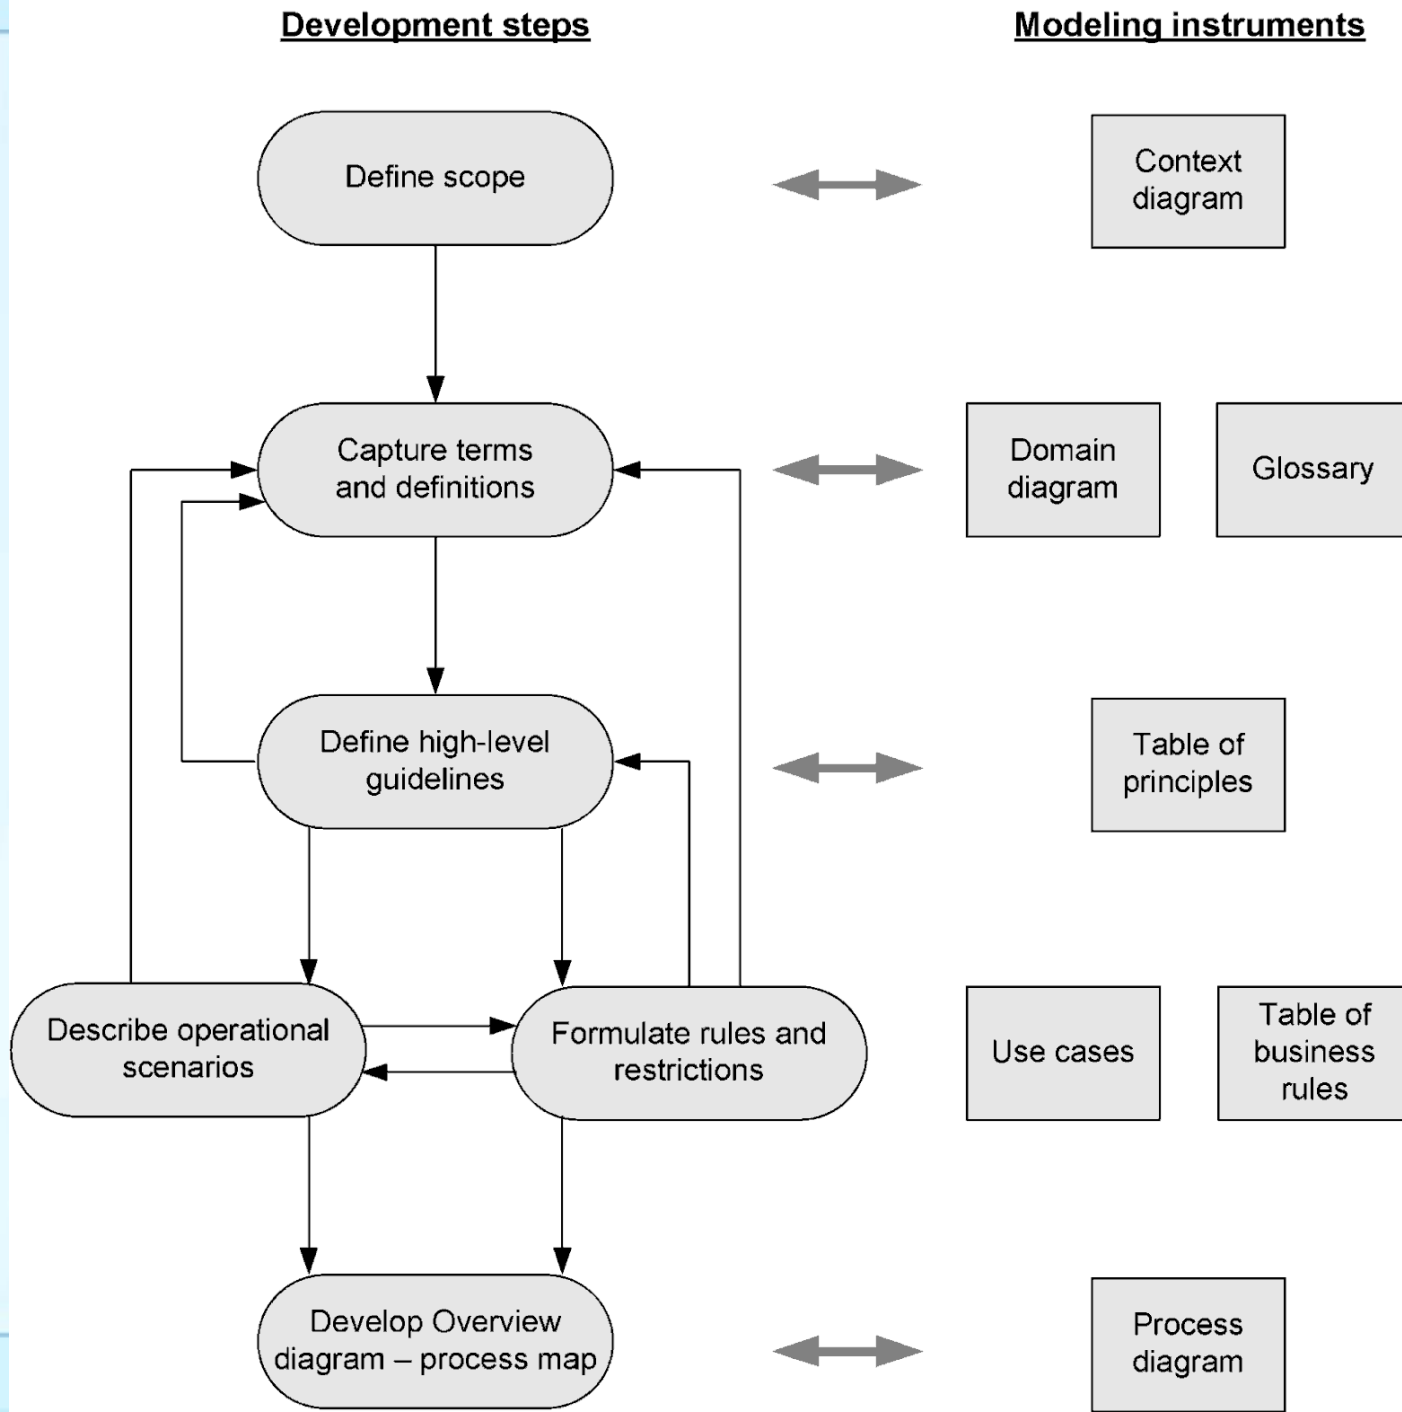 Development steps
Modeling instruments
Define scope
Context
diagram
Capture terms
and definitions
Domain
diagram
Glossary
Define high-level
guidelines
Table of
principles
Describe operational
scenarios
Formulate rules and
restrictions
Use cases
Table of
business
rules
Develop Overview
diagram – process map
Process
diagram